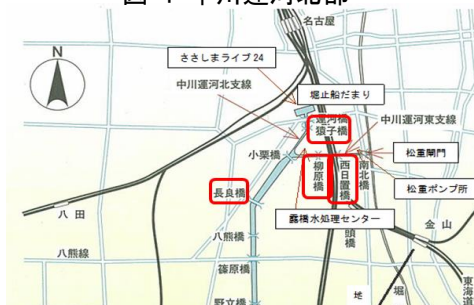 図 4 中川運河北部
名古屋
N
ささしまライブ24
中川運河北支線
堀止船だまり
運河橋
猿子橋
中川運河東支線
小栗橋
松重閘門
柳原橋
西日置橋
南北橋
松重ポンプ所
長良橋
露橋水処理センター
八田
頭橋
金山
八熊橋
八熊線
篠原橋
東海道
地
堀
野立橋